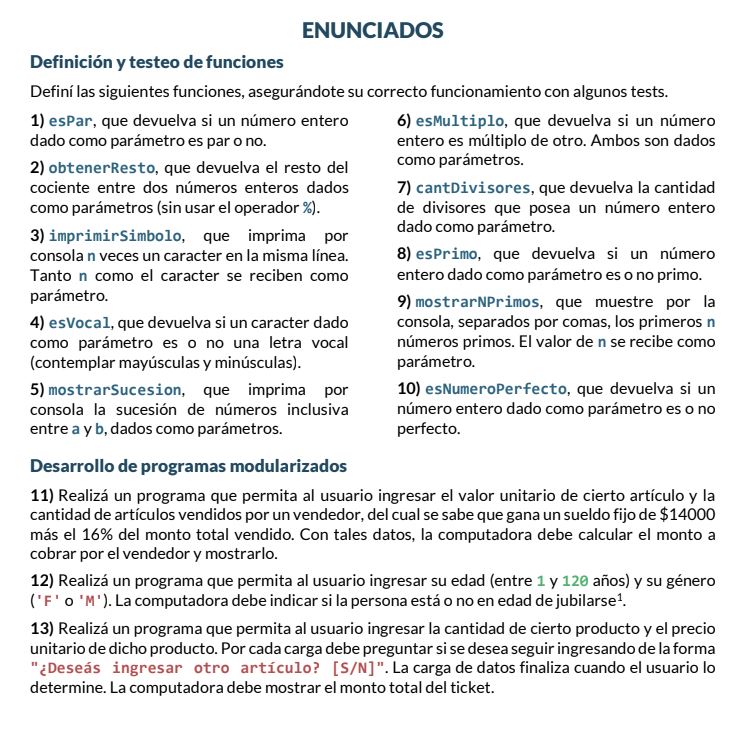 ENUNCIADOS
Definición y testeo de funciones
Definí las siguientes funciones, asegurándote su correcto funcionamiento con algunos tests.
1) esPar, que devuelva si un número entero
dado como parámetro es par o no.
2) obtenerResto, que devuelva el resto del
cociente entre dos números enteros dados
como parámetros (sin usar el operador %).
3) imprimirSimbolo, que imprima por
consola n veces un caracter en la misma línea.
Tanto n como el caracter se reciben como
parámetro.
4) esVocal, que devuelva si un caracter dado
como parámetro es o no una letra vocal
(contemplar mayúsculas y minúsculas).
5) mostrarSucesion, que imprima por
consola la sucesión de números inclusiva
entre a y b, dados como parámetros.
6) esMultiplo, que devuelva si un número
entero es múltiplo de otro. Ambos son dados
como parámetros.
7) cantDivisores, que devuelva la cantidad
de divisores que posea un número entero
dado como parámetro.
8) esPrimo, que devuelva si un número
entero dado como parámetro es o no primo.
9) mostrarNPrimos, que muestre por la
consola, separados por comas, los primeros n
números primos. El valor de n se recibe como
parámetro.
10) esNumeroPerfecto, que devuelva si un
número entero dado como parámetro es o no
perfecto.
Desarrollo de programas modularizados
11) Realizá un programa que permita al usuario ingresar el valor unitario de cierto artículo y la
cantidad de artículos vendidos por un vendedor, del cual se sabe que gana un sueldo fijo de $14000
más el 16% del monto total vendido. Con tales datos, la computadora debe calcular el monto a
cobrar por el vendedor y mostrarlo.
12) Realizá un programa que permita al usuario ingresar su edad (entre 1 y 120 años) y su género
('F' o 'M'). La computadora debe indicar si la persona está o no en edad de jubilarse¹.
13) Realizá un programa que permita al usuario ingresar la cantidad de cierto producto y el precio
unitario de dicho producto. Por cada carga debe preguntar si se desea seguir ingresando de la forma
"¿Deseás ingresar otro artículo? [S/N]". La carga de datos finaliza cuando el usuario lo
determine. La computadora debe mostrar el monto total del ticket.